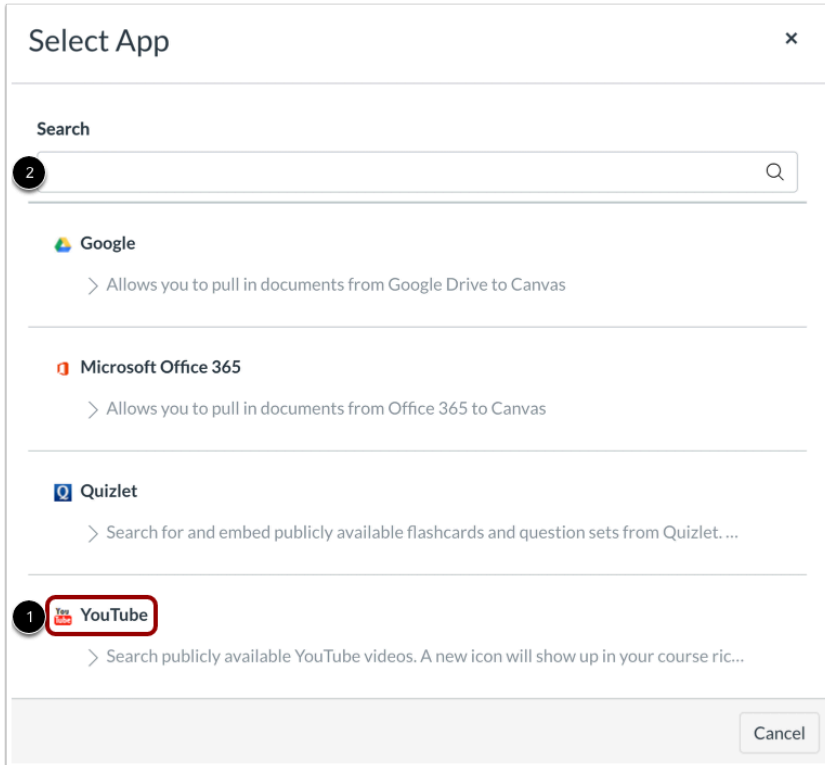 Select App
×
Search
2
Google
Allows you to pull in documents from Google Drive to Canvas
Microsoft Office 365
Allows you to pull in documents from Office 365 to Canvas
Q Quizlet
Search for and embed publicly available flashcards and question sets from Quizlet. ...
1 You Tube YouTube
Search publicly available YouTube videos. A new icon will show up in your course ric...
Cancel